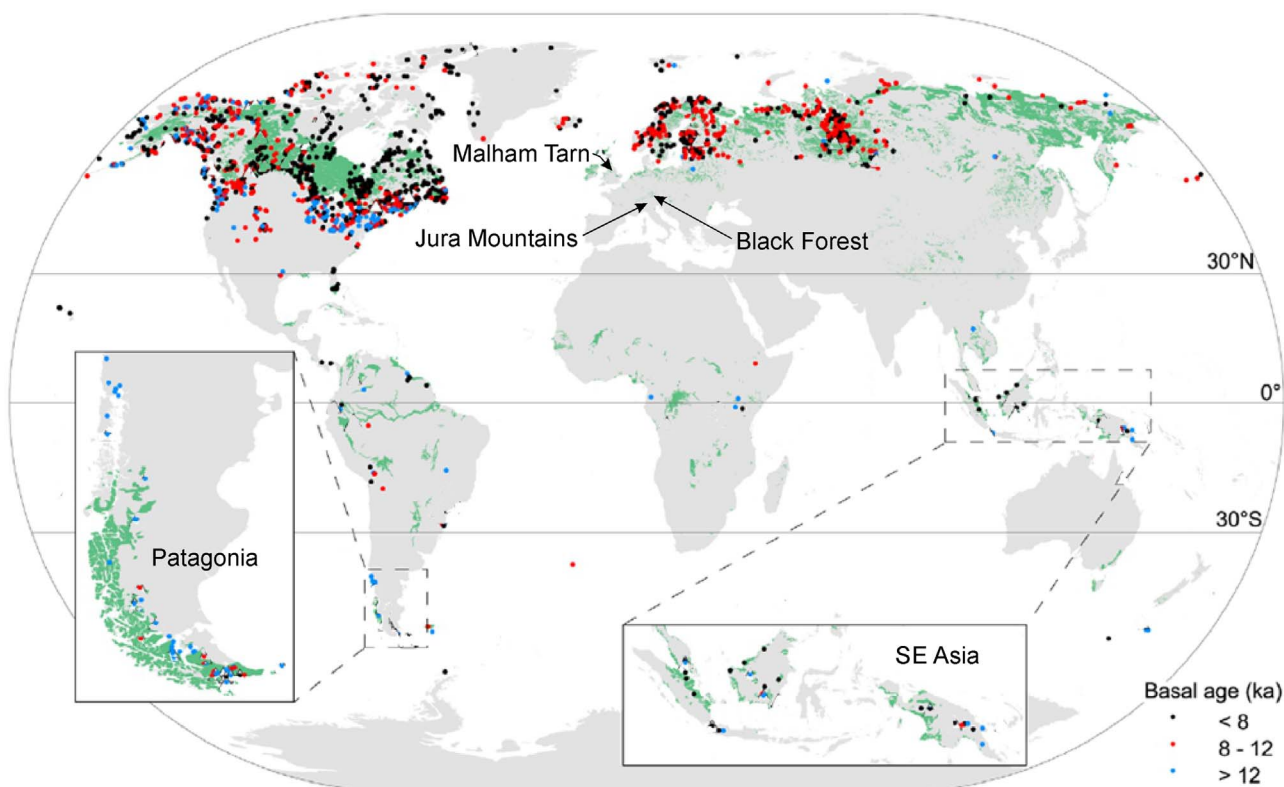 Malham Tarn
Jura Mountains
Black Forest
30°N
0°
30°S
Patagonia
SE Asia
Basal age (ka)
< 8
8 - 12
> 12